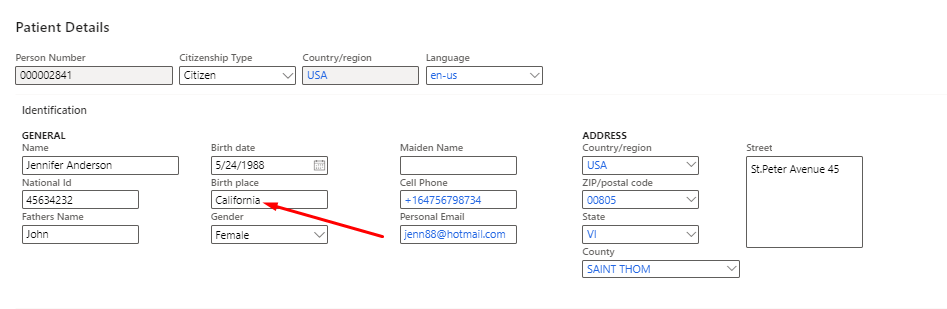 Patient Details
Person Number Citizenship Type Country/region Language
000002841 Citizen USA en-us
Identification
GENERAL ADDRESS
Name Birth date Maiden Name Country/region Street
Jennifer Anderson 5/24/1988 USA St.Peter Avenue 45
National Id Birth place Cell Phone ZIP/postal code
45634232 California +164756798734 00805
Fathers Name Gender Personal Email State
John Female jenn88@hotmail.com VI
County
SAINT THOM